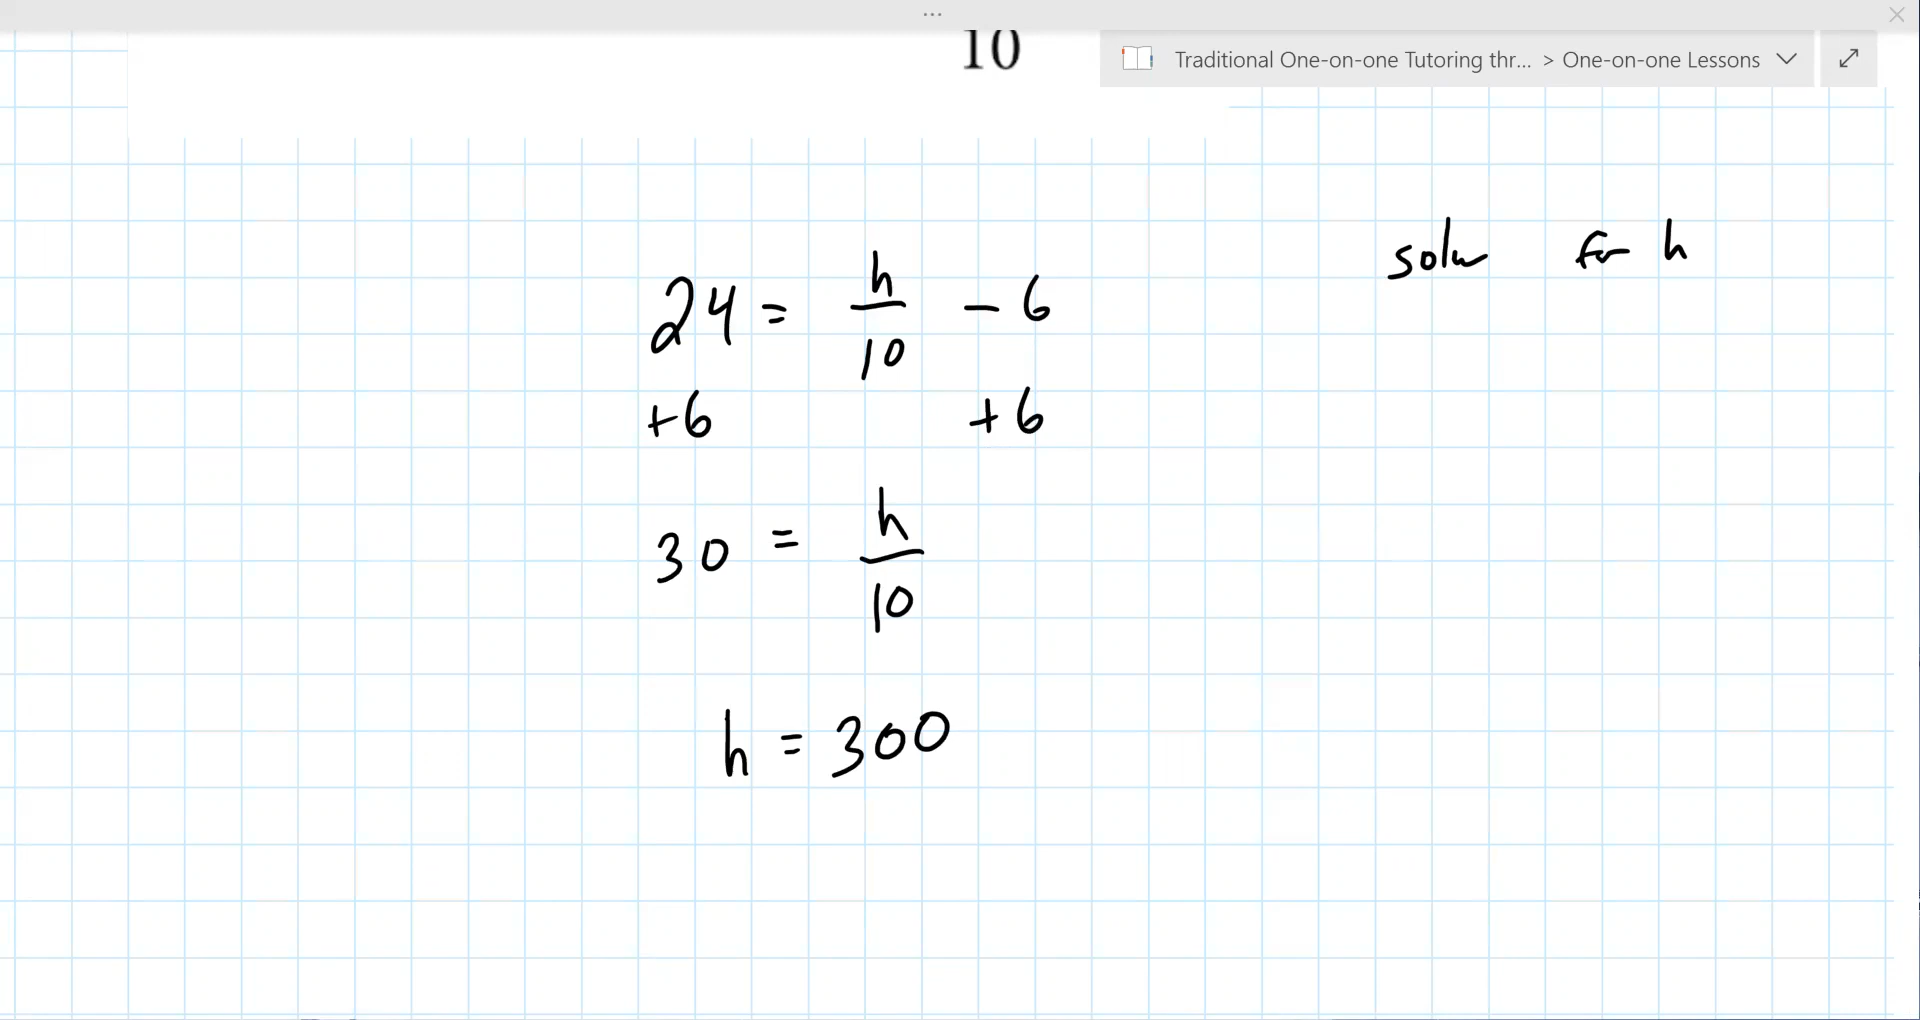 ...
10
Traditional One-on-one Tutoring thr... > One-on-one Lessons
solve for h
24 = h/10 - 6
+6 +6
30 = h/10
h = 300